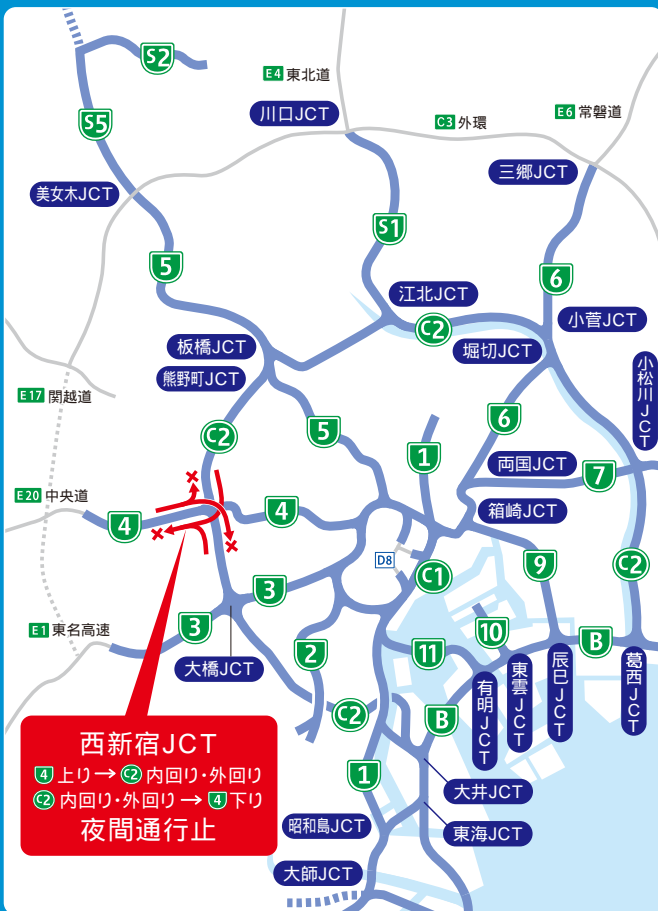 S2
E4 東北道
川口JCT
E6 常磐道
C3 外環
S5
三郷JCT
美女木JCT
S1
5
6
江北JCT
C2
小菅JCT
板橋JCT
堀切JCT
熊野町JCT
小松川JCT
E17 関越道
C2
5
1
6
両国JCT
7
E20 中央道
4
4
箱崎JCT
D8
C1
9
C2
3
E1 東名高速
3
10
B
大橋JCT
2
11
有明JCT
東雲JCT
辰巳JCT
葛西JCT
C2
B
西新宿JCT
4 上り→C2 内回り・外回り
C2 内回り・外回り→4 下り
夜間通行止
1
大井JCT
昭和島JCT
東海JCT
大師JCT